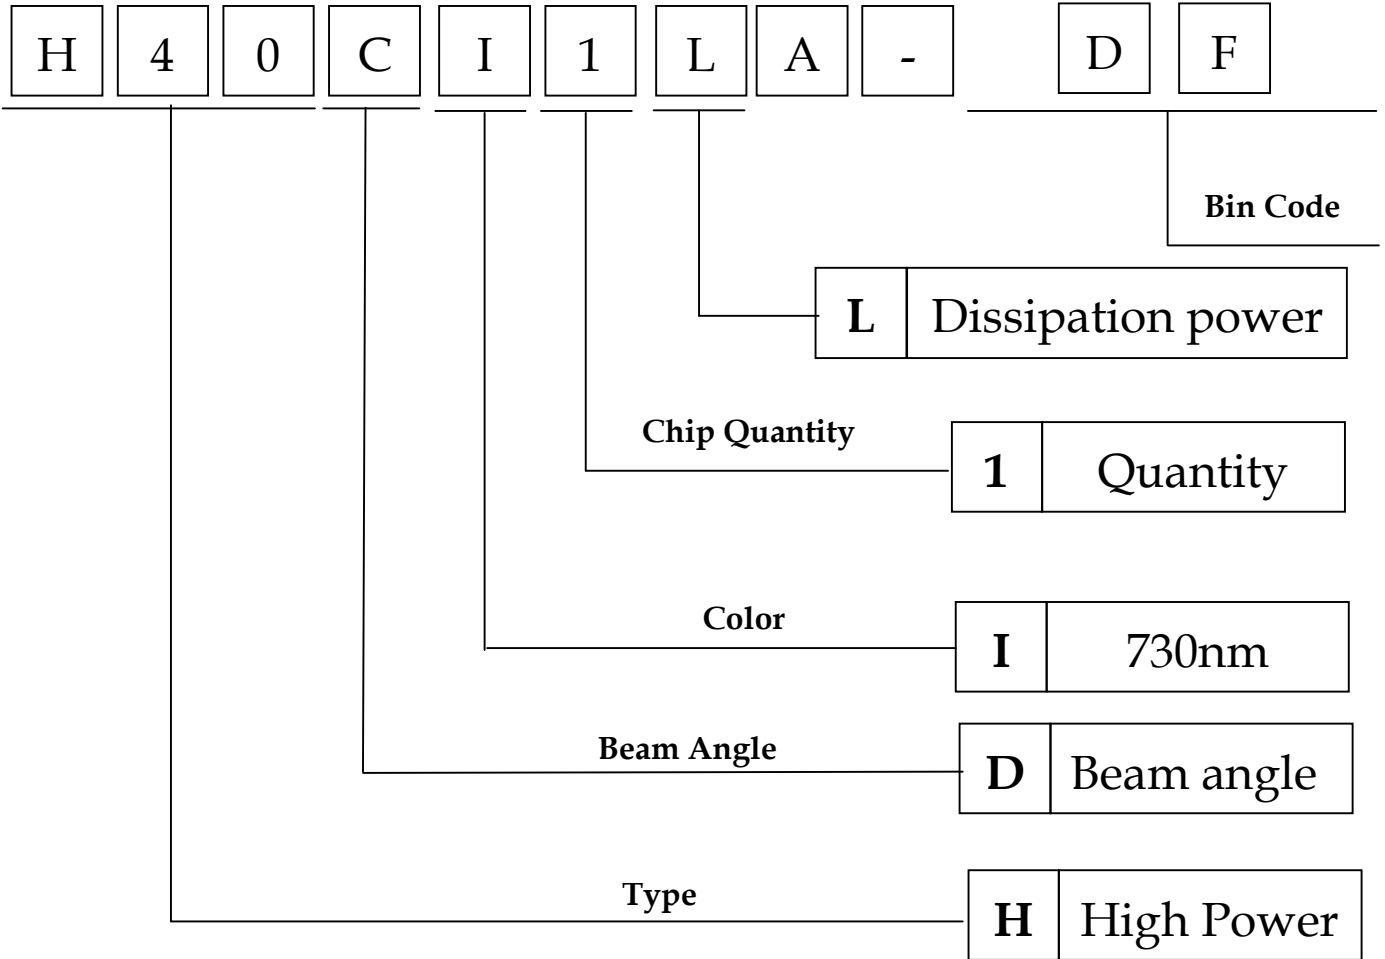 H 4 0 C I 1 L A - D F
Bin Code
L Dissipation power
Chip Quantity
1 Quantity
Color
I 730nm
Beam Angle
D Beam angle
Type
H High Power